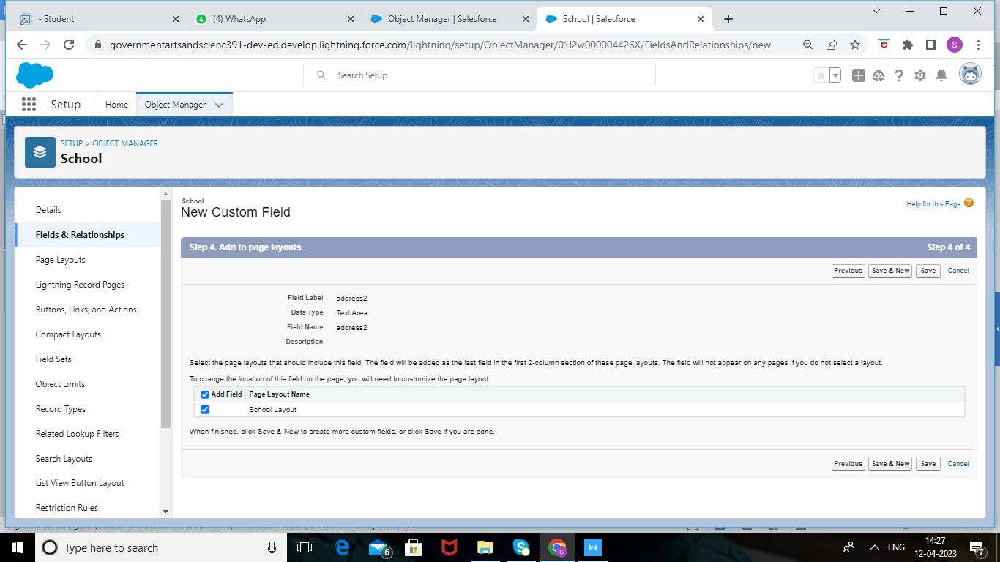 - Student
(4) WhatsApp
Object Manager | Salesforce
School | Salesforce
governmentartsandscienc391-dev-ed.develop.lightning.force.com/lightning/setup/ObjectManager/01I2w000004426X/FieldsAndRelationships/new
S
Search Setup
Setup
Home
Object Manager
SETUP > OBJECT MANAGER
School
Details
Fields & Relationships
Page Layouts
Lightning Record Pages
Buttons, Links, and Actions
Compact Layouts
Field Sets
Object Limits
Record Types
Related Lookup Filters
Search Layouts
List View Button Layout
Restriction Rules
School
New Custom Field
Help for this Page
Step 4. Add to page layouts Step 4 of 4
Previous Save & New Save Cancel
Field Label address2
Data Type Text Area
Field Name address2
Description
Select the page layouts that should include this field. The field will be added as the last field in the first 2-column section of these page layouts. The field will not appear on any pages if you do not select a layout.
To change the location of this field on the page, you will need to customize the page layout.
Add Field Page Layout Name
School Layout
When finished, click Save & New to create more custom fields, or click Save if you are done.
Previous Save & New Save Cancel
Type here to search
6
S
W
ENG
14:27
12-04-2023
7